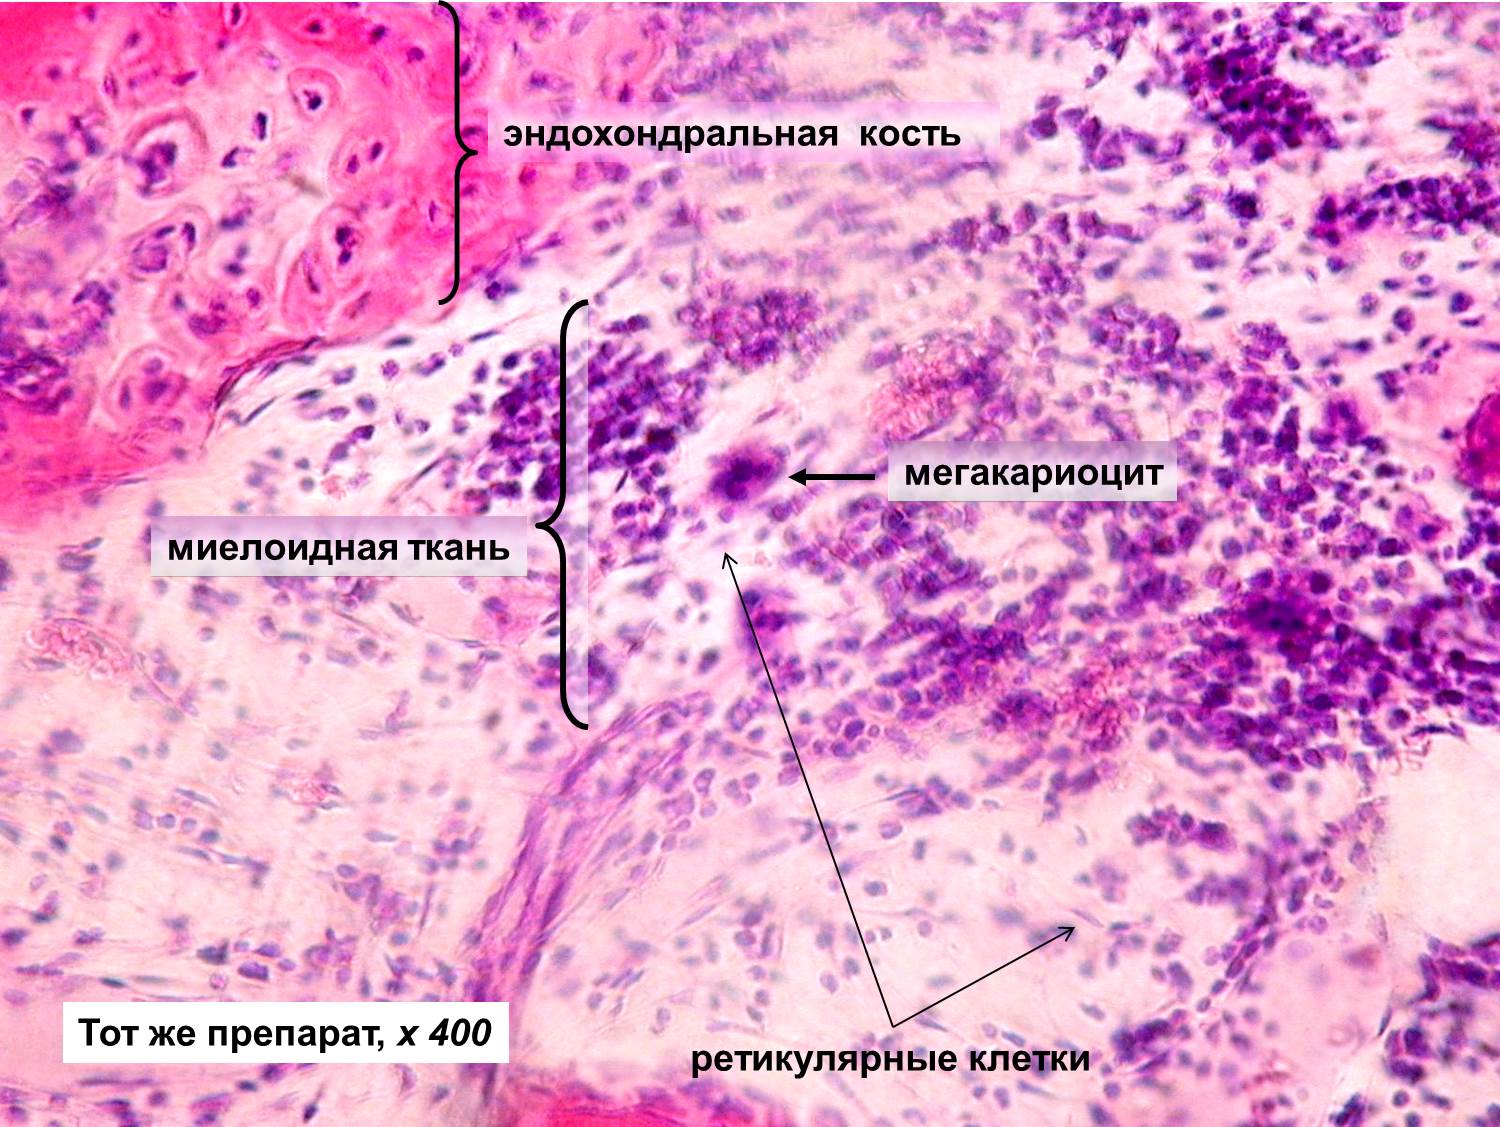 эндохондральная кость
мегакариоцит
миелоидная ткань
Тот же препарат, х 400
ретикулярные клетки